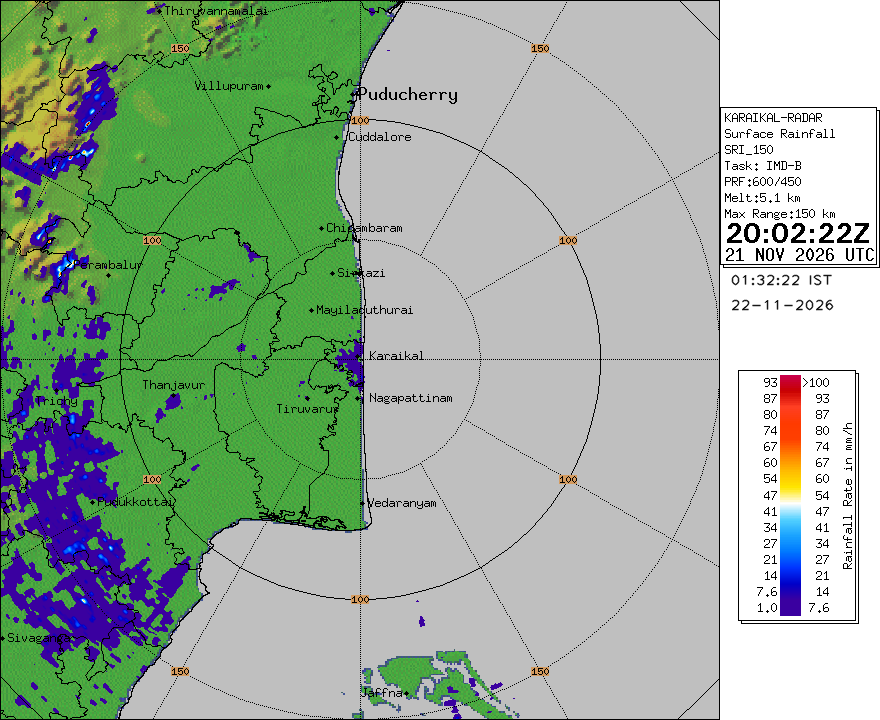 Thiruvannamalai
150
150
Villupuram
Puducherry
100
Cuddalore
KARAIKAL-RADAR
Surface Rainfall
SRI_150
Task: IMD-B
PRF:600/450
Melt:5.1 km
Max Range:150 km
20:02:22Z
21 NOV 2026 UTC
01:32:22 IST
22-11-2026
Chidambaram
100
100
Perambalur
Sirkazi
Mayiladuthurai
Karaikal
Thanjavur
Trichy
Nagapattinam
Tiruvarur
100
100
Pudukkottai
Vedaranyam
100
Sivaganga
150
150
Jaffna
93 >100
87 93
80 87
74 80
67 74
60 67
54 60
47 54
41 47
34 41
27 34
21 27
14 21
7.6 14
1.0 7.6
Rainfall Rate in mm/h